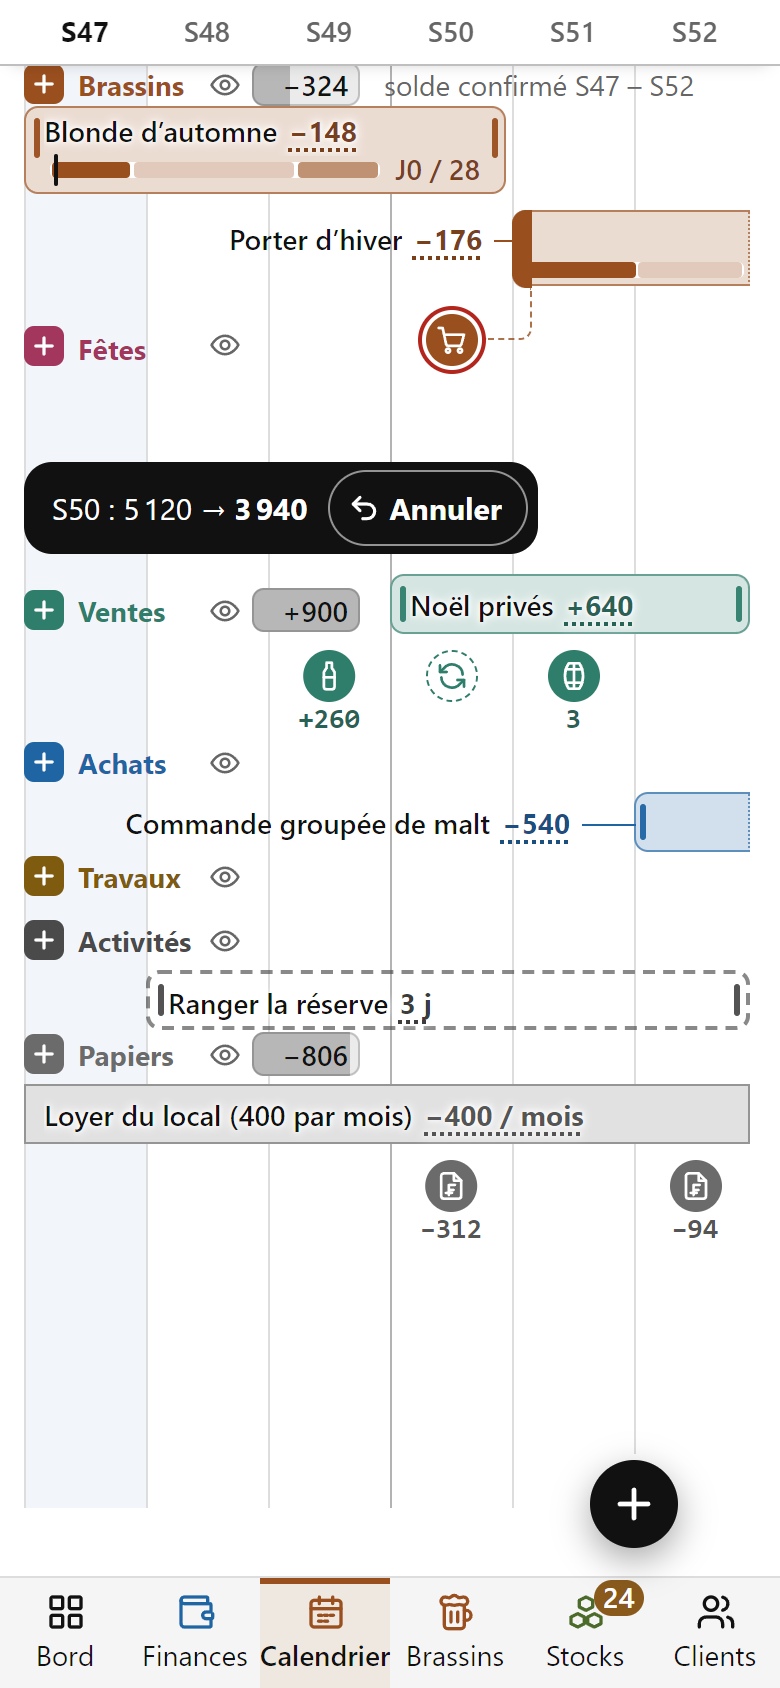 S47 S48 S49 S50 S51 S52
Brassins −324 solde confirmé S47 – S52
Blonde d’automne −148
J0 / 28
Porter d’hiver −176
Fêtes
S50 : 5 120 → 3 940 Annuler
Ventes +900 Noël privés +640
+260 3
Achats
Commande groupée de malt −540
Travaux
Activités
Ranger la réserve 3 j
Papiers −806
Loyer du local (400 par mois) −400 / mois
−312 −94
24
Bord Finances Calendrier Brassins Stocks Clients